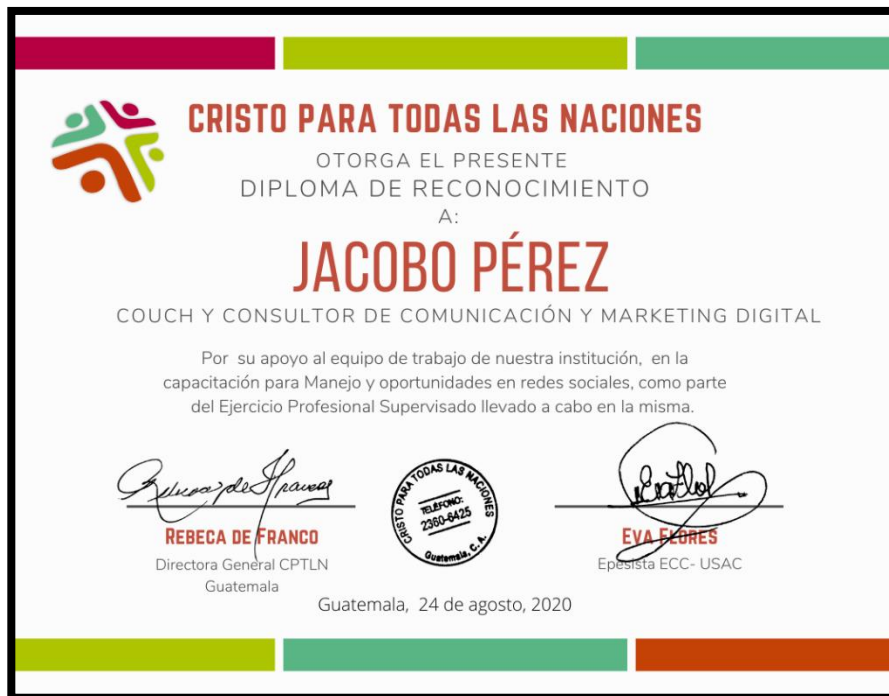 CRISTO PARA TODAS LAS NACIONES
OTORGA EL PRESENTE
DIPLOMA DE RECONOCIMIENTO
A:
JACOBO PÉREZ
COUCH Y CONSULTOR DE COMUNICACIÓN Y MARKETING DIGITAL
Por su apoyo al equipo de trabajo de nuestra institución, en la
capacitación para Manejo y oportunidades en redes sociales, como parte
del Ejercicio Profesional Supervisado llevado a cabo en la misma.
Rebeca de Franco
CRISTO PARA TODAS LAS NACIONES
TELÉFONO:
2360-6425
Guatemala, C.A.
REBECA DE FRANCO
Directora General CPTLN
Guatemala
EVA FLORES
Epesista ECC- USAC
Guatemala, 24 de agosto, 2020